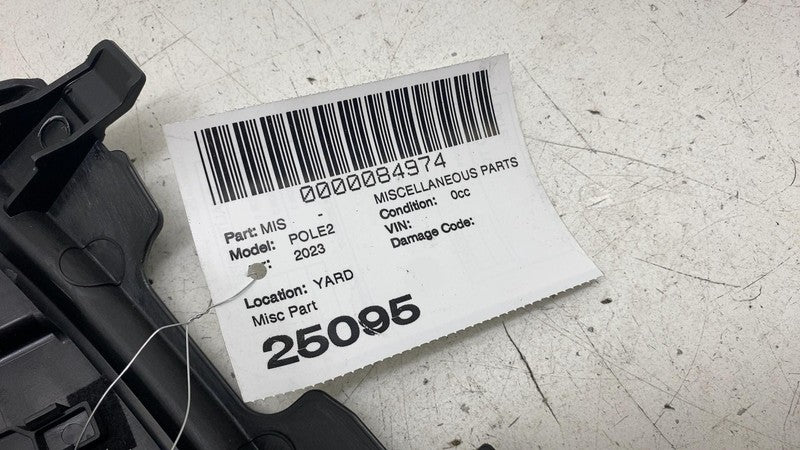 0000084974
Part: MIS - MISCELLANEOUS PARTS
Model: POLE2 Condition: 0cc
: 2023 VIN:
Damage Code:
Location: YARD
Misc Part
25095